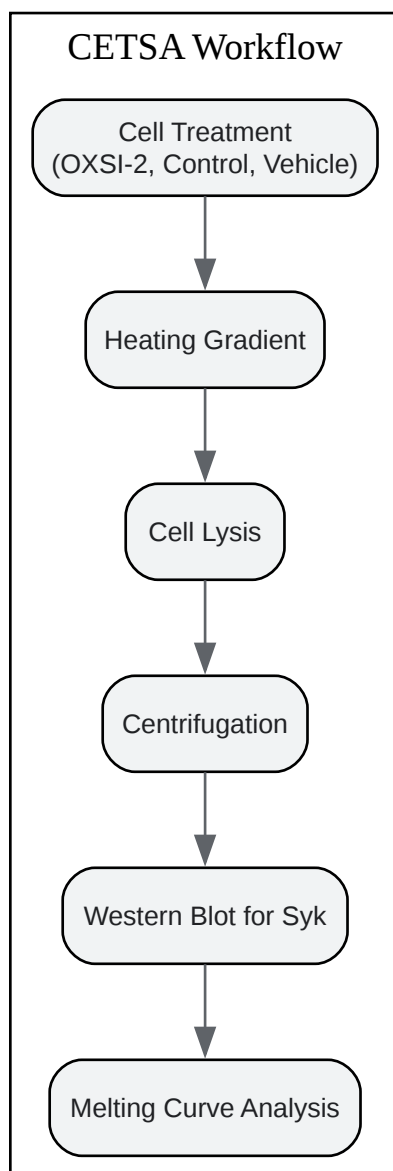 CETSA Workflow
Cell Treatment
(OXSI-2, Control, Vehicle)
Heating Gradient
Cell Lysis
Centrifugation
Western Blot for Syk
Melting Curve Analysis